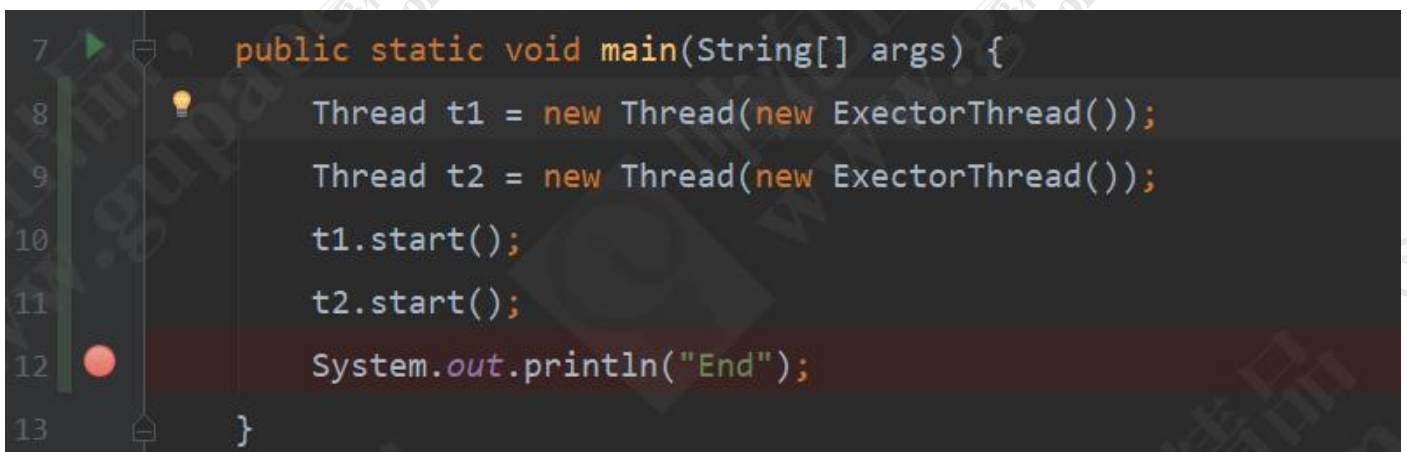 7 public static void main(String[] args) {
8 Thread t1 = new Thread(new ExectorThread());
9 Thread t2 = new Thread(new ExectorThread());
10 t1.start();
11 t2.start();
12 System.out.println("End");
13 }